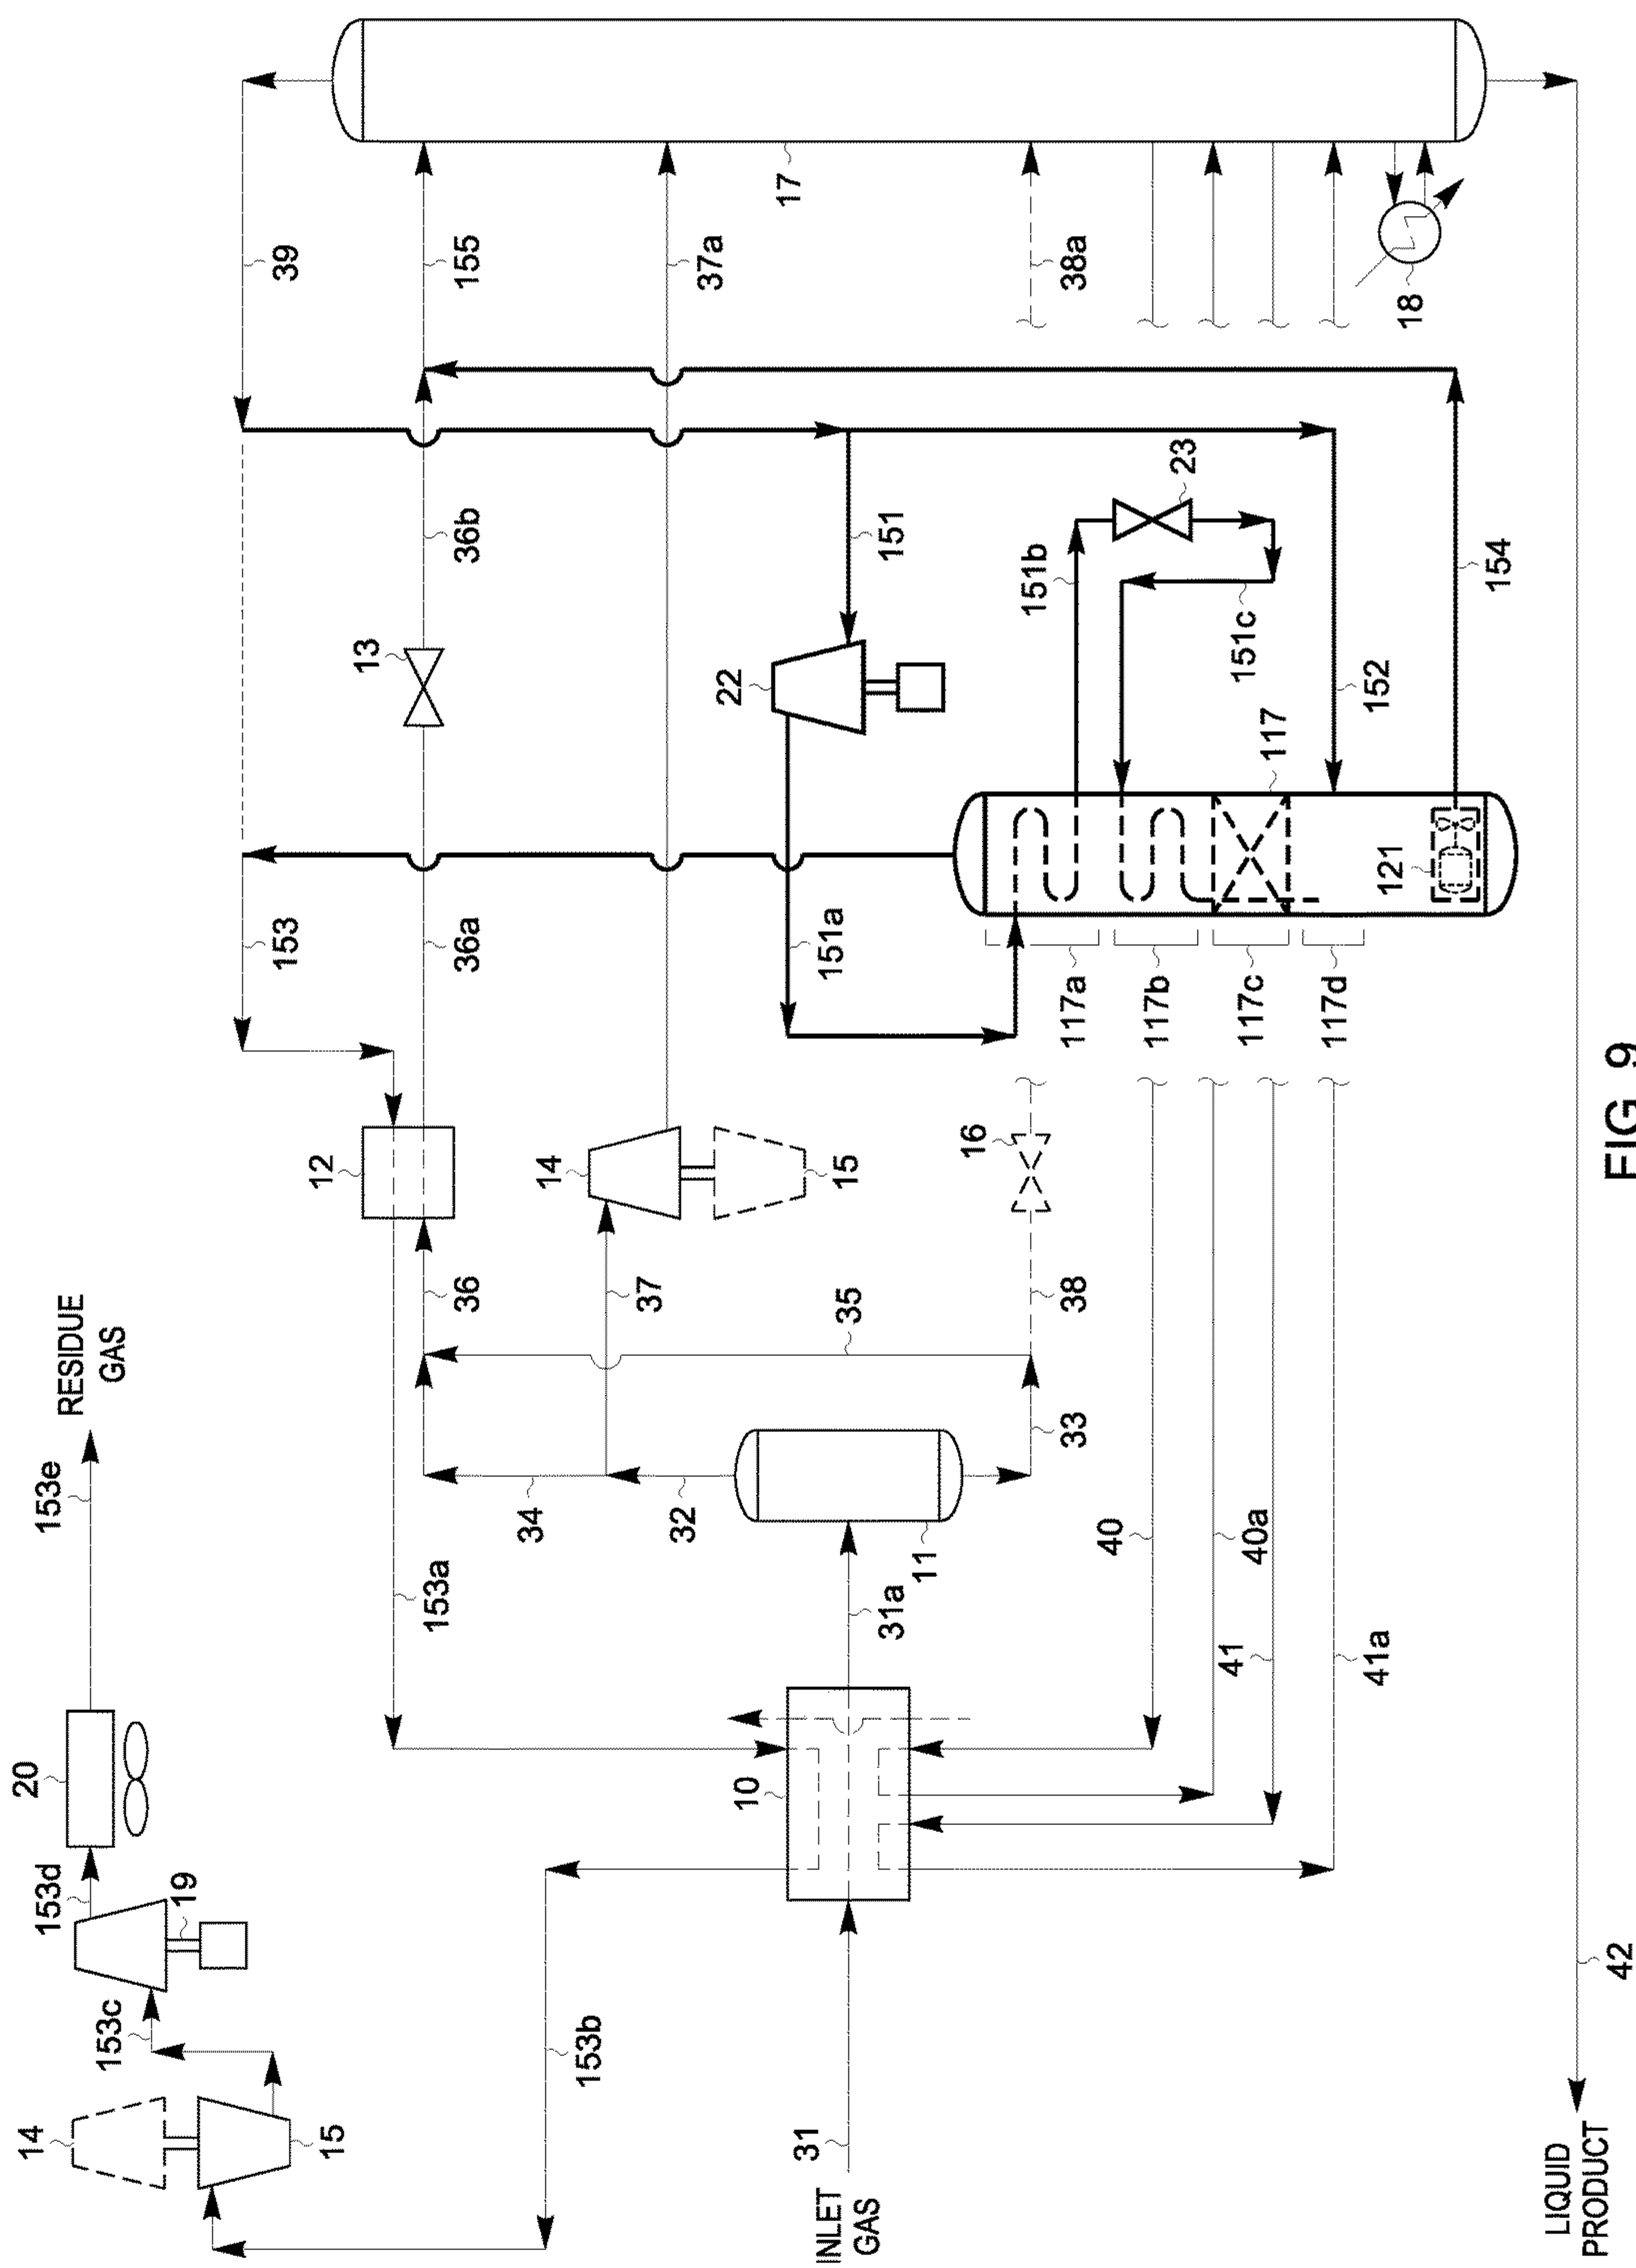 RESIDUE
GAS
153e
20
153d
19
153c
14
15
153b
153a
12
153
39
36
36a
13
36b
155
34
37
14
15
37a
17
32
35
22
151
151a
31
INLET
GAS
10
31a
11
33
38
16
38a
117a
117b
117c
117d
151b
23
151c
117
152
121
154
40
40a
41
41a
18
42
LIQUID
PRODUCT
FIG. 9